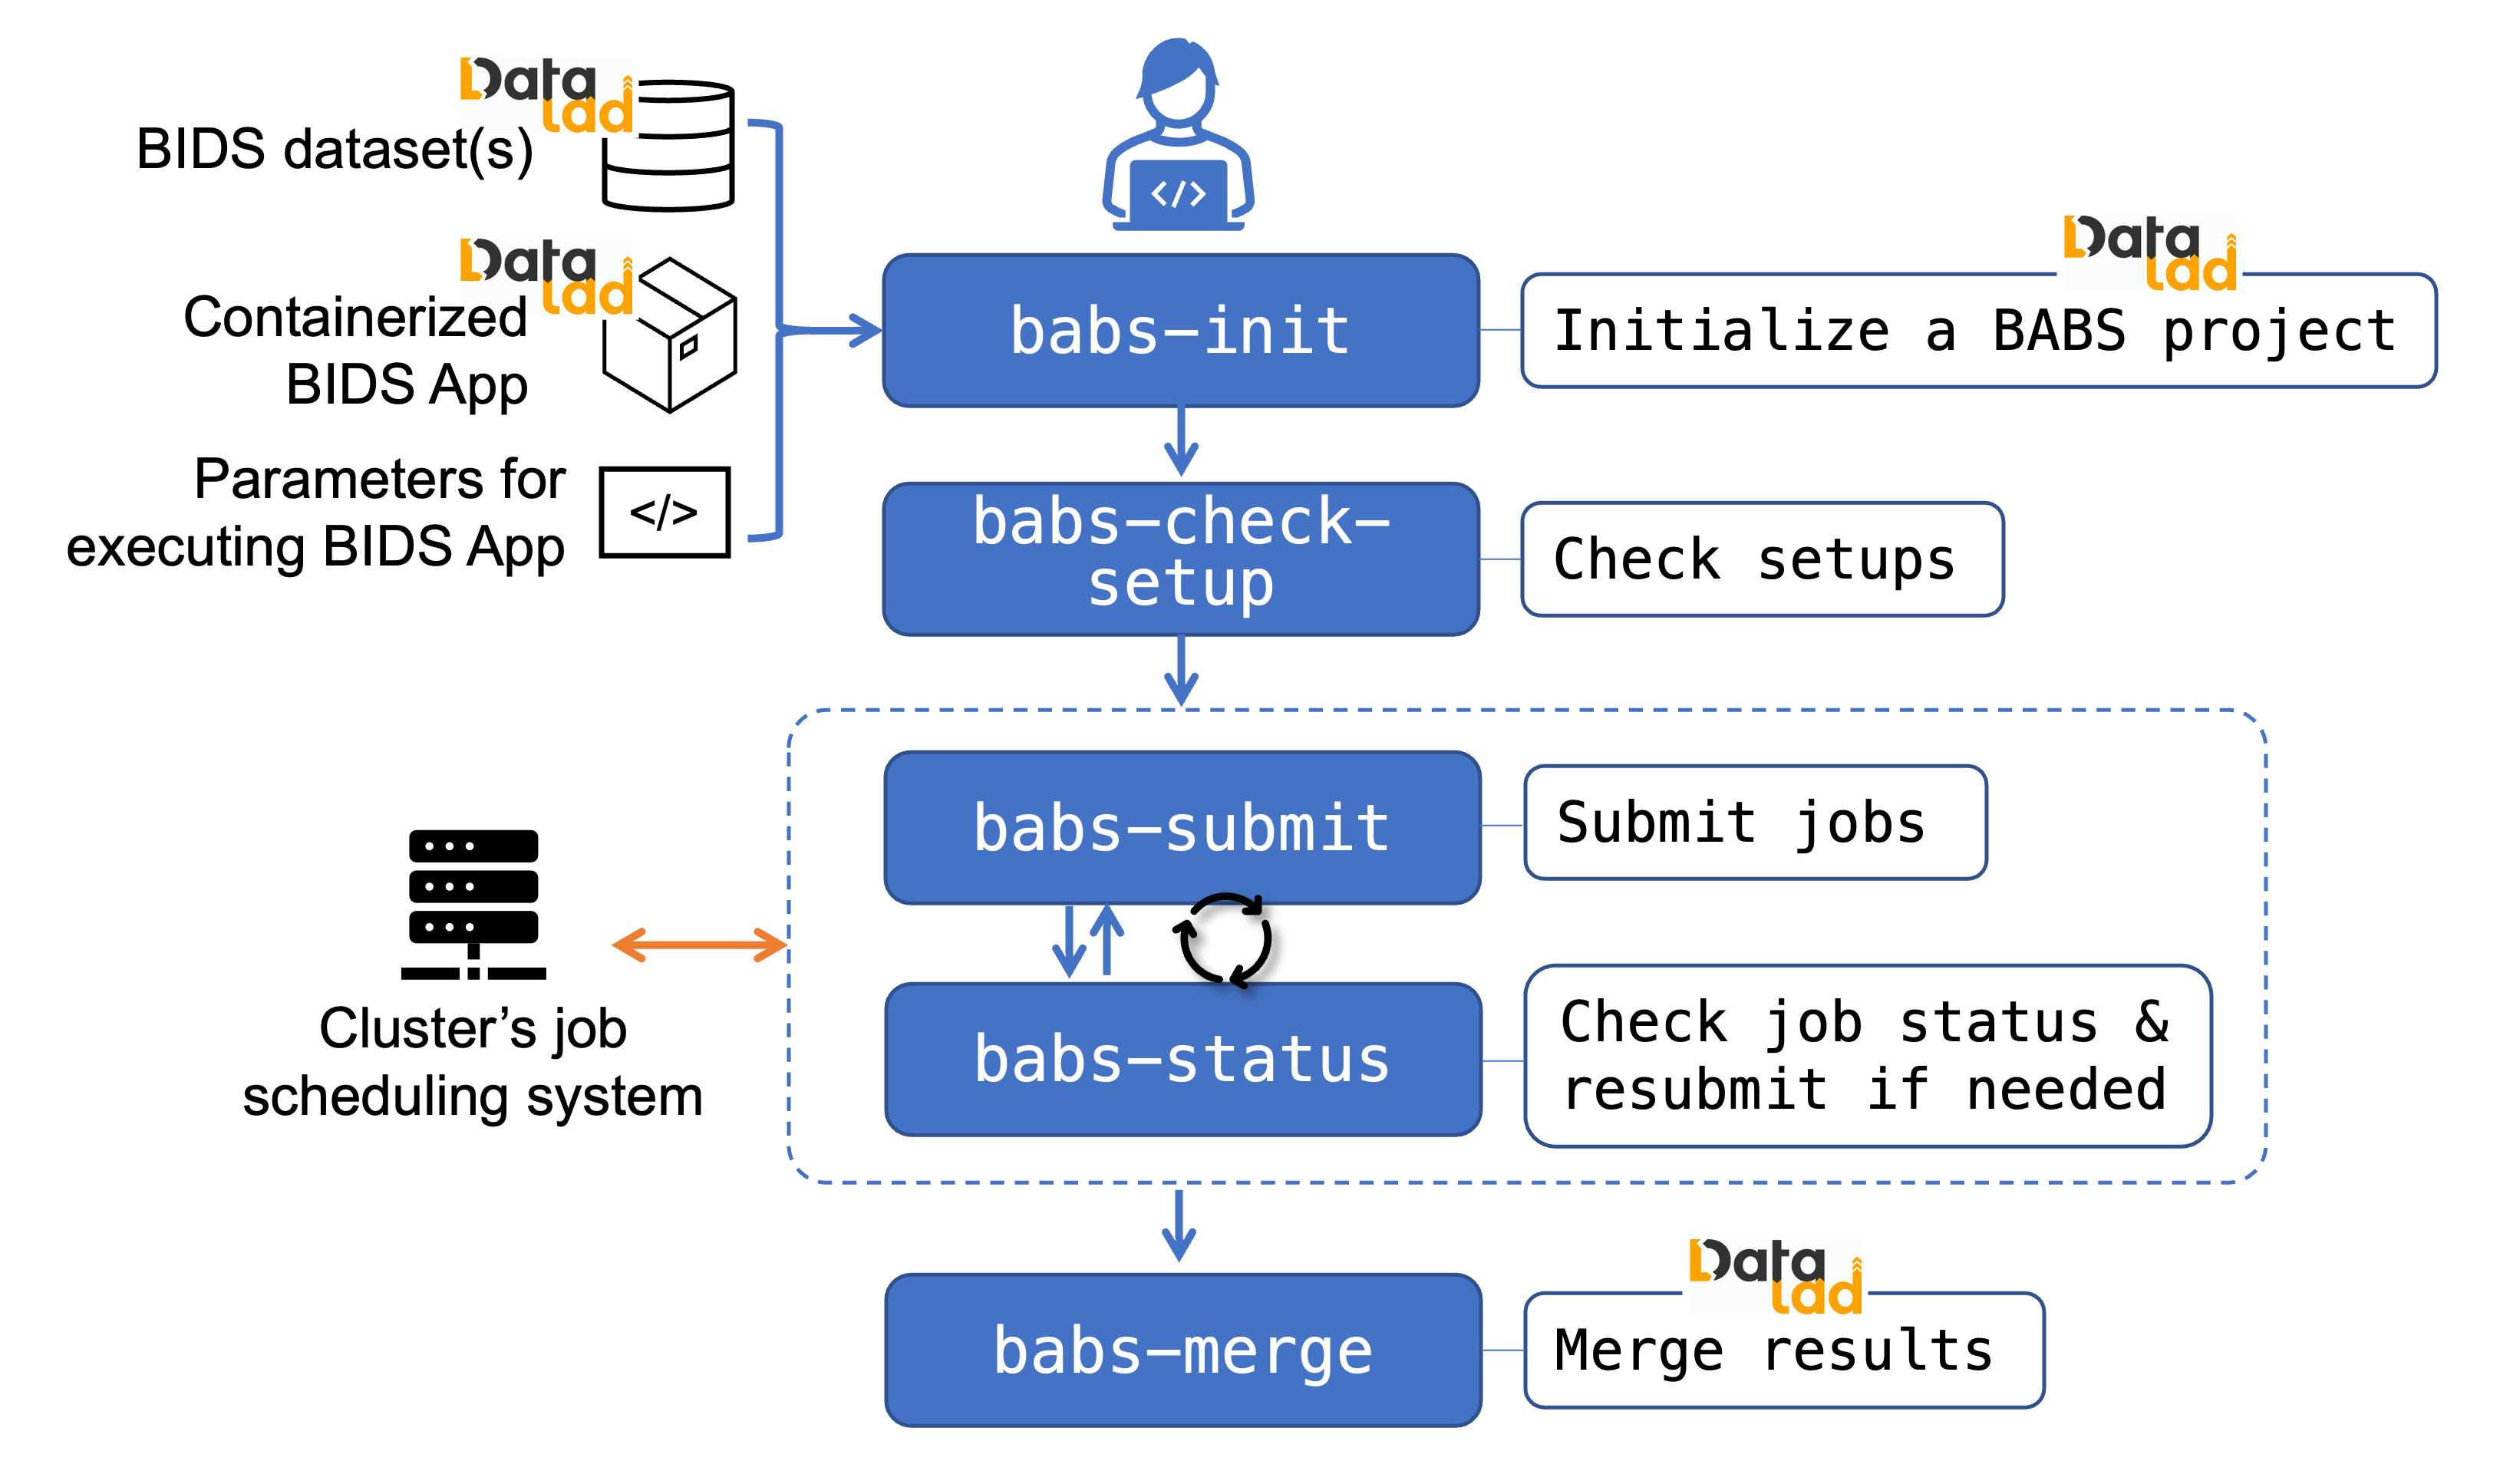 Data
lad
BIDS dataset(s)
Data
lad
Containerized
BIDS App
Parameters for
executing BIDS App
</>
</>
babs-init
Data
lad
Initialize a BABS project
babs-check-
setup
Check setups
babs-submit
Submit jobs
Cluster’s job
scheduling system
babs-status
Check job status &
resubmit if needed
babs-merge
Data
lad
Merge results